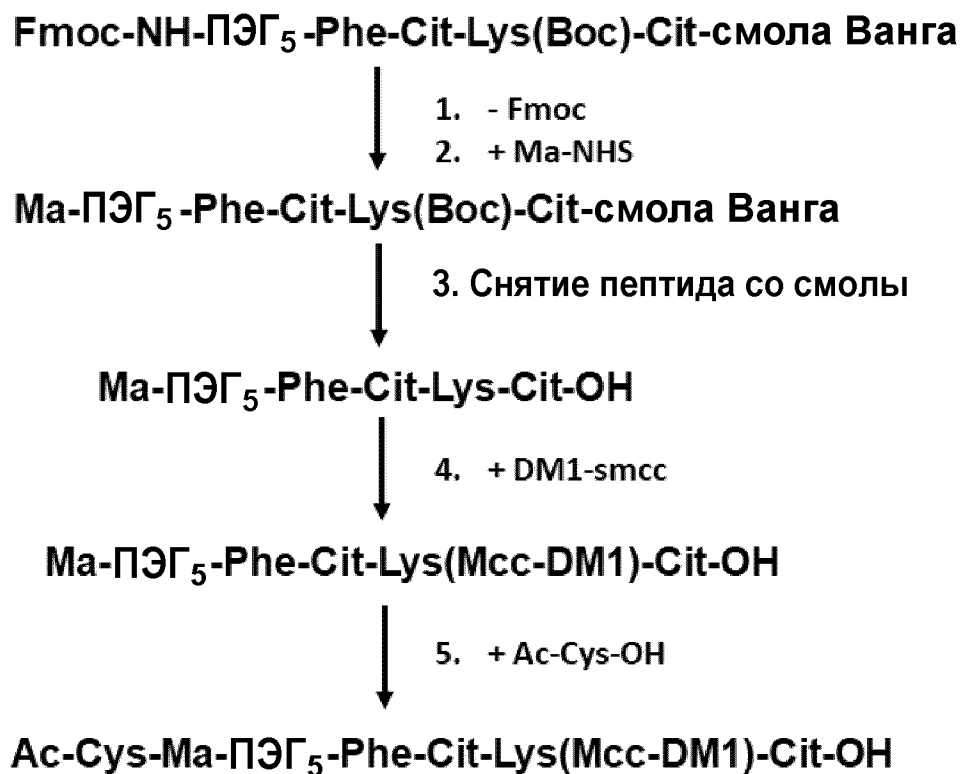 Fmoc-NH-ПЭГ5-Phe-Cit-Lys(Boc)-Cit-смола Ванга
1. - Fmoc
2. + Ma-NHS
Ma-ПЭГ5-Phe-Cit-Lys(Boc)-Cit-смола Ванга
3. Снятие пептида со смолы
Ma-ПЭГ5-Phe-Cit-Lys-Cit-OH
4. + DM1-smcc
Ma-ПЭГ5-Phe-Cit-Lys(Mcc-DM1)-Cit-OH
5. + Ac-Cys-OH
Ac-Cys-Ma-ПЭГ5-Phe-Cit-Lys(Mcc-DM1)-Cit-OH